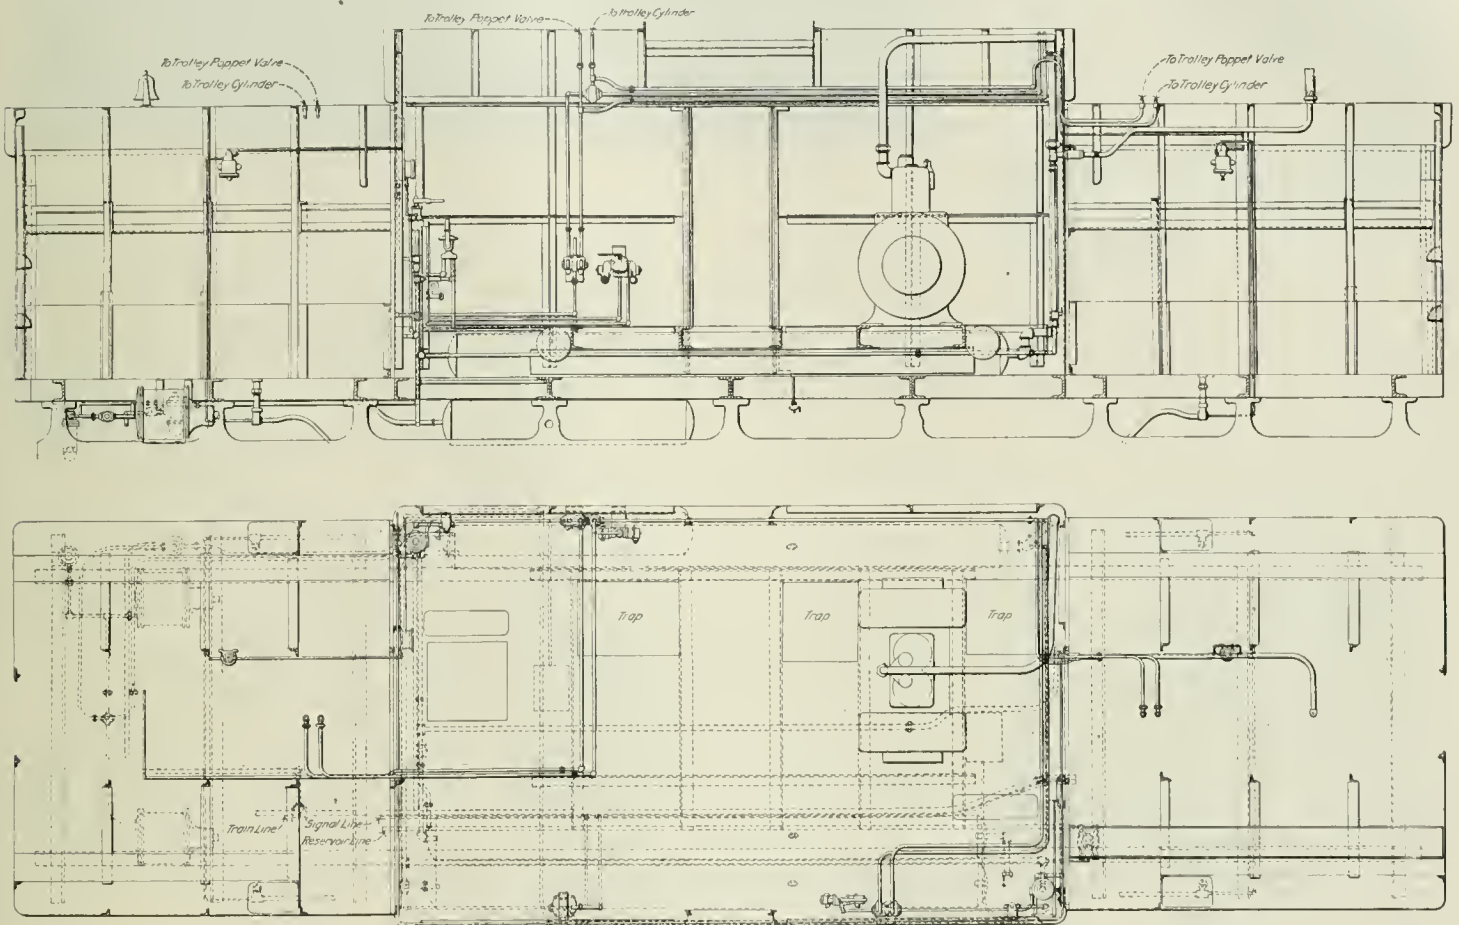 To Trolley Poppet Valve
To Trolley Cylinder
To Trolley Poppet Valve
To Trolley Cylinder
To Trolley Poppet Valve
To Trolley Cylinder
Trap
Trap
Trap
Train Line
Signal Line
Reservoir Line